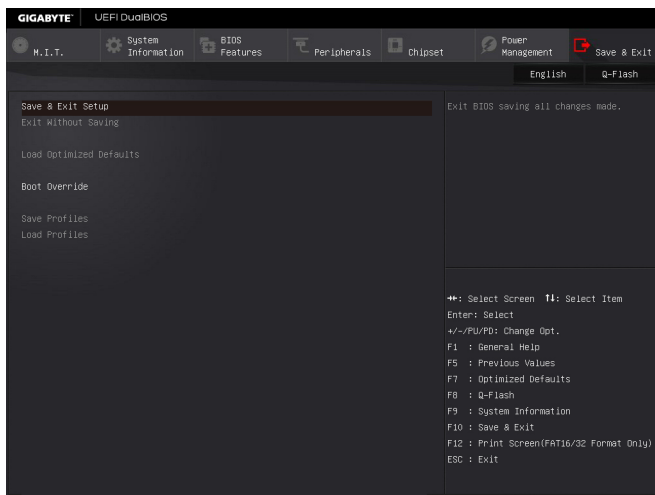 GIGABYTE™ UEFI DualBIOS
M.I.T.
System Information
BIOS Features
Peripherals
Chipset
Power Management
Save & Exit
English Q-Flash
Save & Exit Setup
Exit Without Saving
Load Optimized Defaults
Boot Override
Save Profiles
Load Profiles
Exit BIOS saving all changes made.
→←: Select Screen ↑↓: Select Item
Enter: Select
+/-/PU/PD: Change Opt.
F1 : General Help
F5 : Previous Values
F7 : Optimized Defaults
F8 : Q-Flash
F9 : System Information
F10 : Save & Exit
F12 : Print Screen(FAT16/32 Format Only)
ESC : Exit